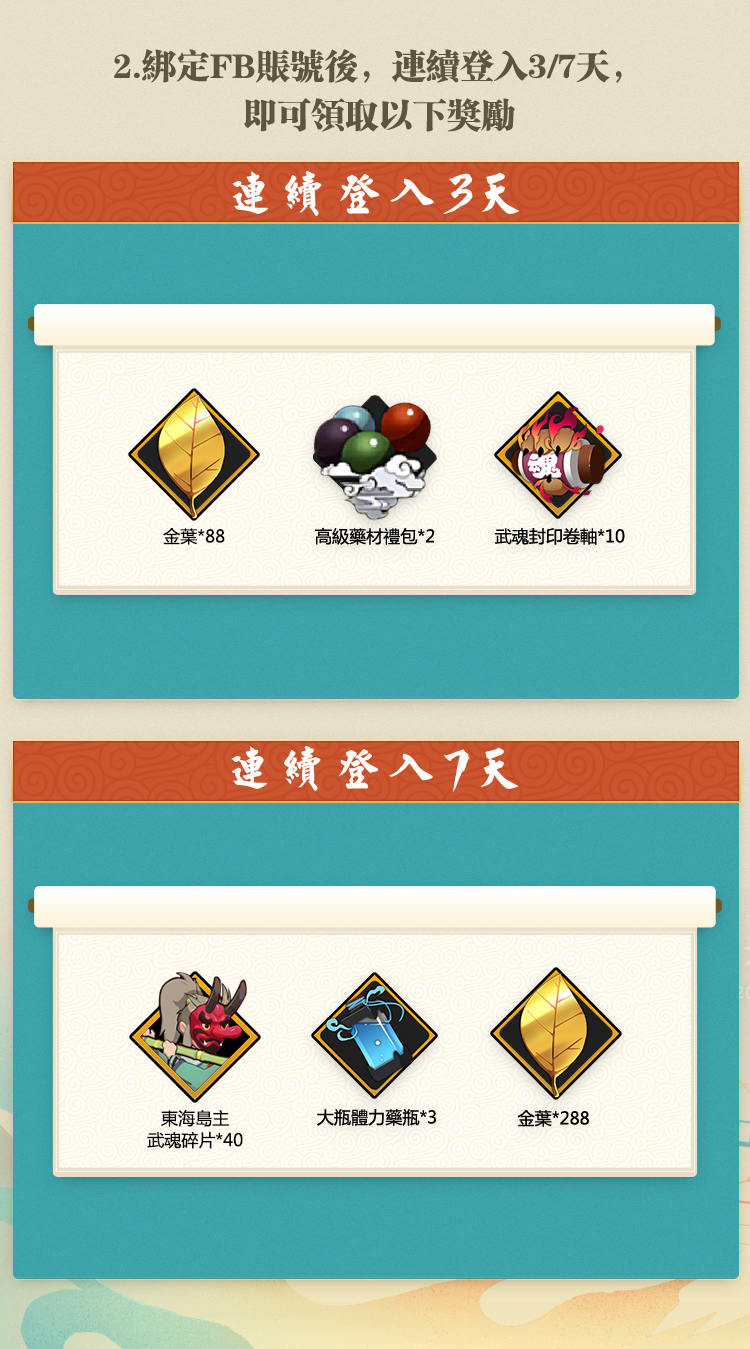 2.綁定FB賬號後，連續登入3/7天，
即可領取以下獎勵
連續登入3天
魂
金葉*88
高級藥材禮包*2
武魂封印卷軸*10
連續登入7天
東海島主
武魂碎片*40
大瓶體力藥瓶*3
金葉*288